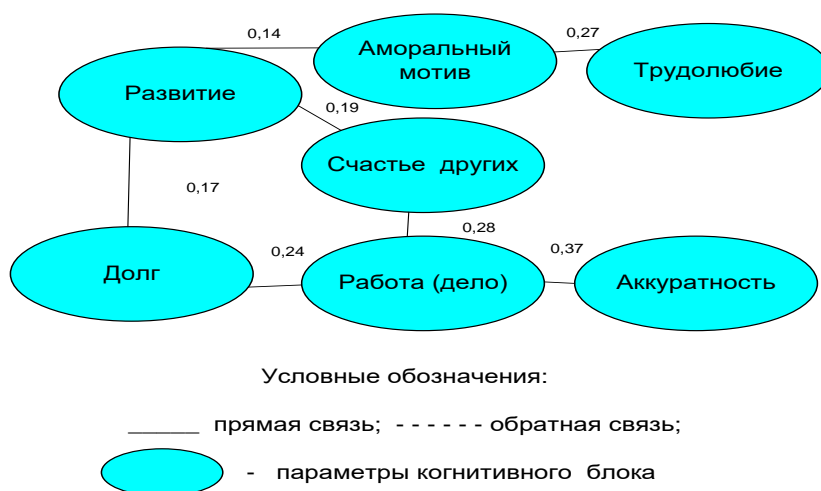 0,14
Аморальный
мотив
0,27
Трудолюбие
Развитие
0,19
Счастье других
0,17
0,28
Долг
0,24
Работа (дело)
0,37
Аккуратность
Условные обозначения:
_____ прямая связь; - - - - - - обратная связь;
- параметры когнитивного блока